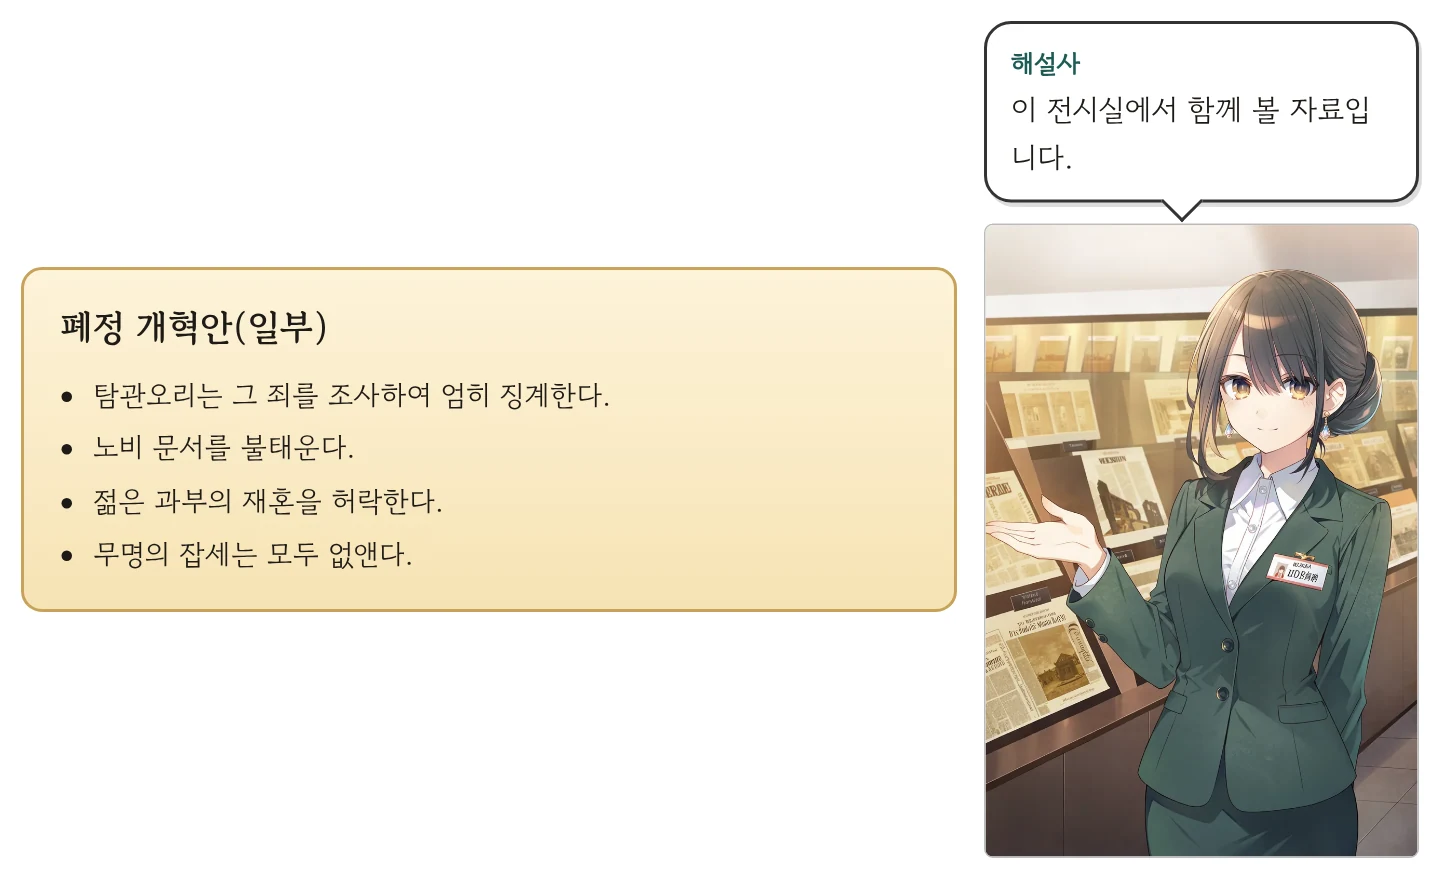 폐정 개혁안(일부)
• 탐관오리는 그 죄를 조사하여 엄히 징계한다.
• 노비 문서를 불태운다.
• 젊은 과부의 재혼을 허락한다.
• 무명의 잡세는 모두 없앤다.
해설사
이 전시실에서 함께 볼 자료입
니다.